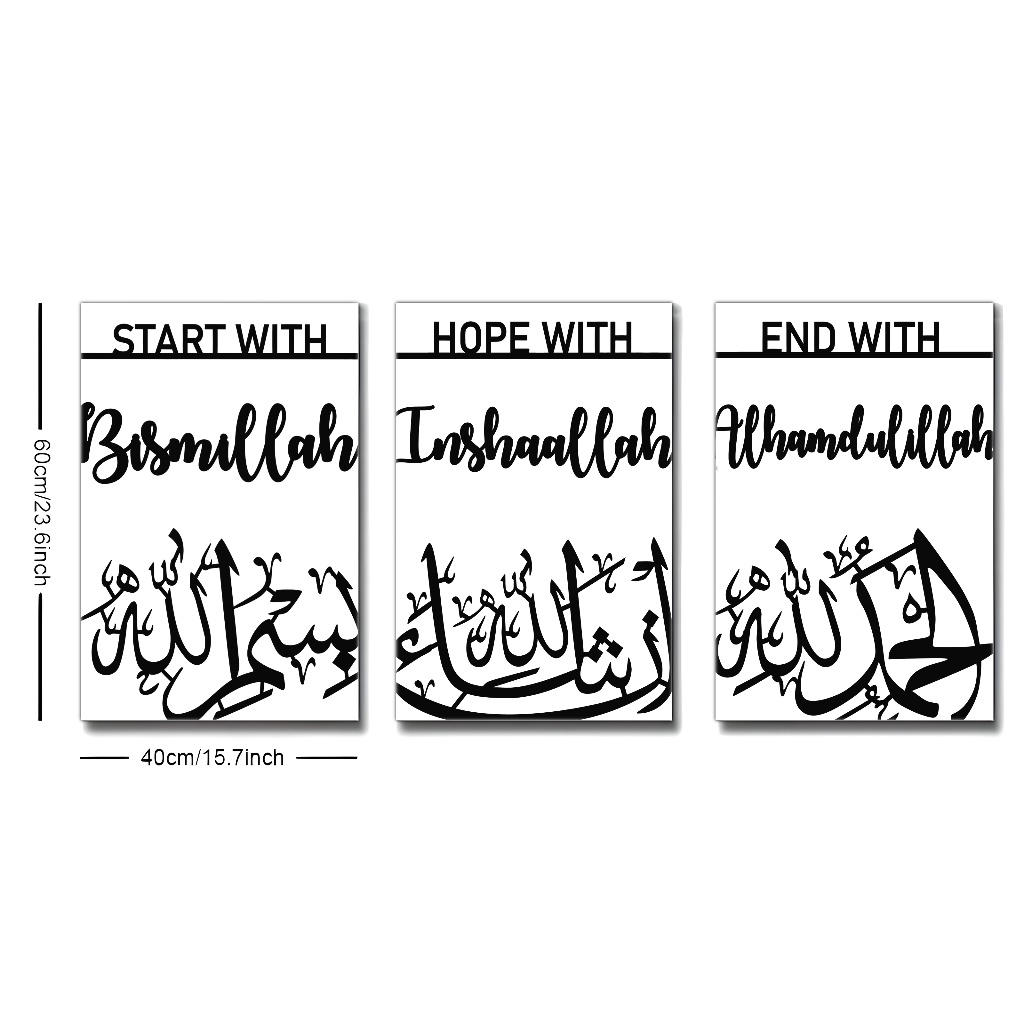 START WITH
Bismillah
بسم الله
HOPE WITH
Inshaallah
إن شاء الله
END WITH
Alhamdulillah
الحمد لله
60cm/23.6inch
40cm/15.7inch